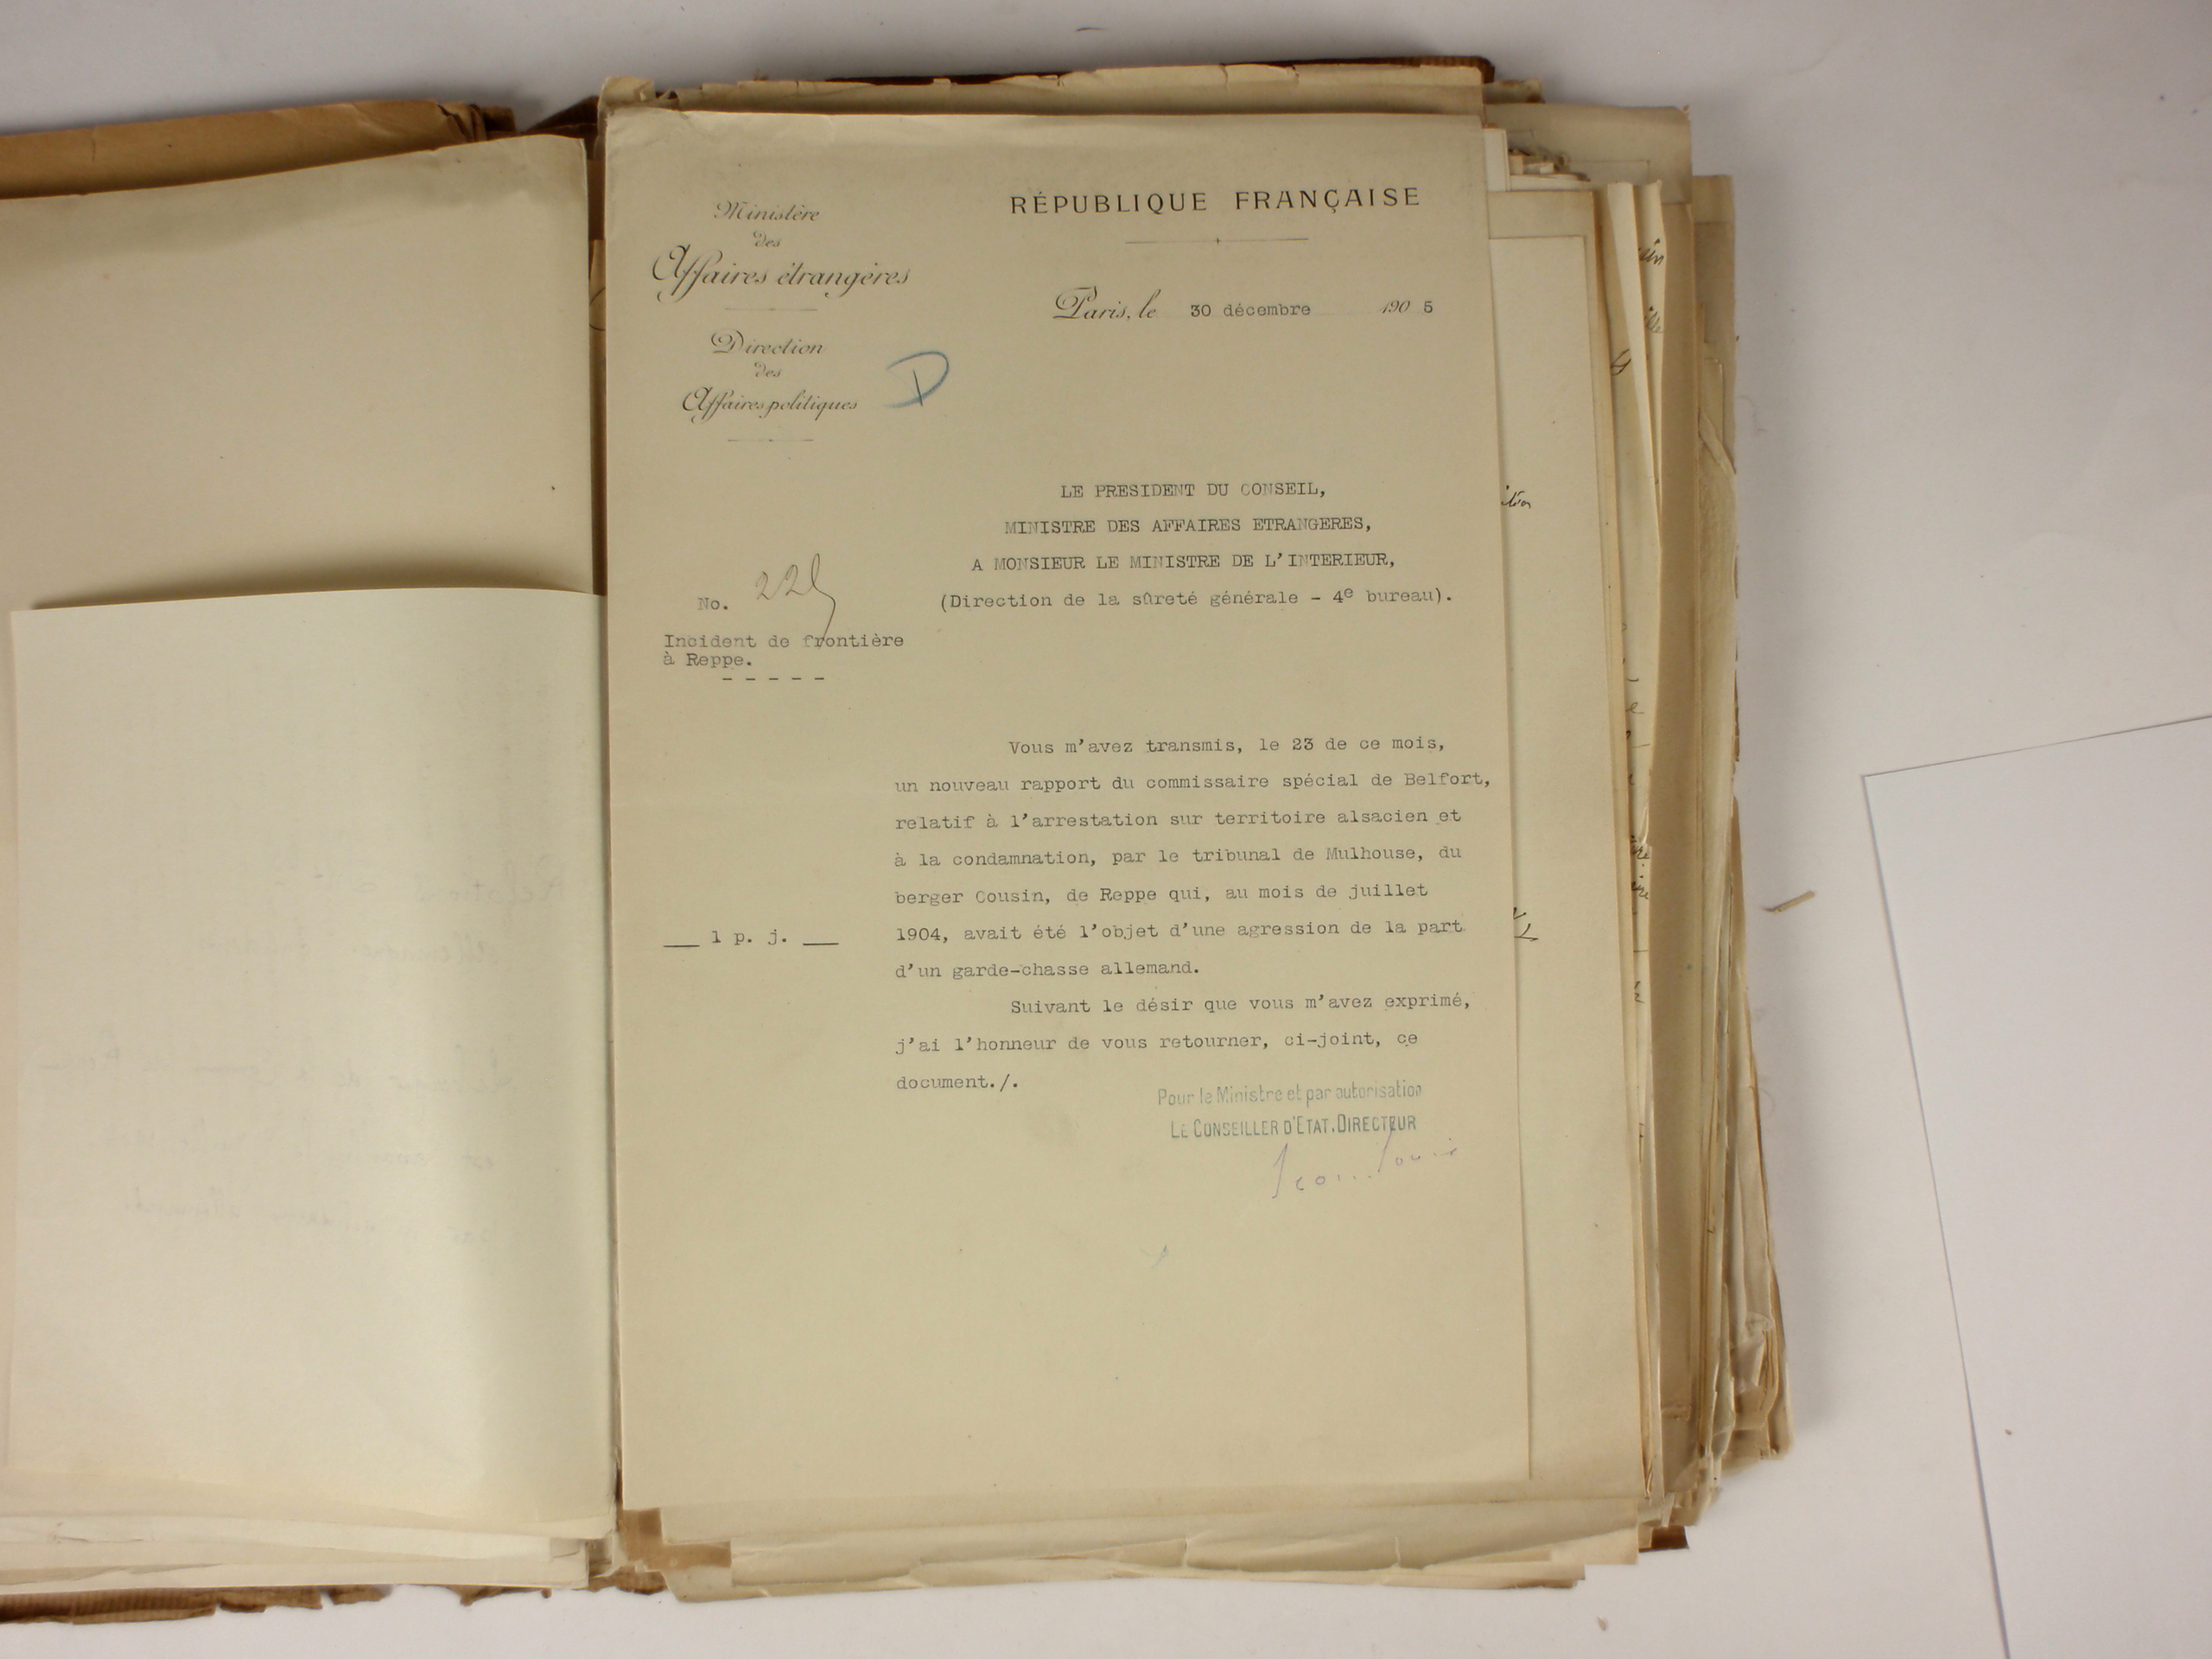 Ministère
des
Affaires étrangères
Direction
des
Affaires politiques
D
RÉPUBLIQUE FRANÇAISE
Paris, le 30 décembre 190 5
LE PRESIDENT DU CONSEIL,
MINISTRE DES AFFAIRES ETRANGERES,
A MONSIEUR LE MINISTRE DE L'INTERIEUR,
(Direction de la sûreté générale - 4e bureau).
No.
Incident de frontière
à Reppe.
- - - - -
Vous m'avez transmis, le 23 de ce mois,
un nouveau rapport du commissaire spécial de Belfort,
relatif à l'arrestation sur territoire alsacien et
à la condamnation, par le tribunal de Mulhouse, du
berger Cousin, de Reppe qui, au mois de juillet
1904, avait été l'objet d'une agression de la part
d'un garde-chasse allemand.
___ 1 p. j. ___
Suivant le désir que vous m'avez exprimé,
j'ai l'honneur de vous retourner, ci-joint, ce
document./.
Pour le Ministre et par autorisation
LE CONSEILLER D'ETAT, DIRECTEUR